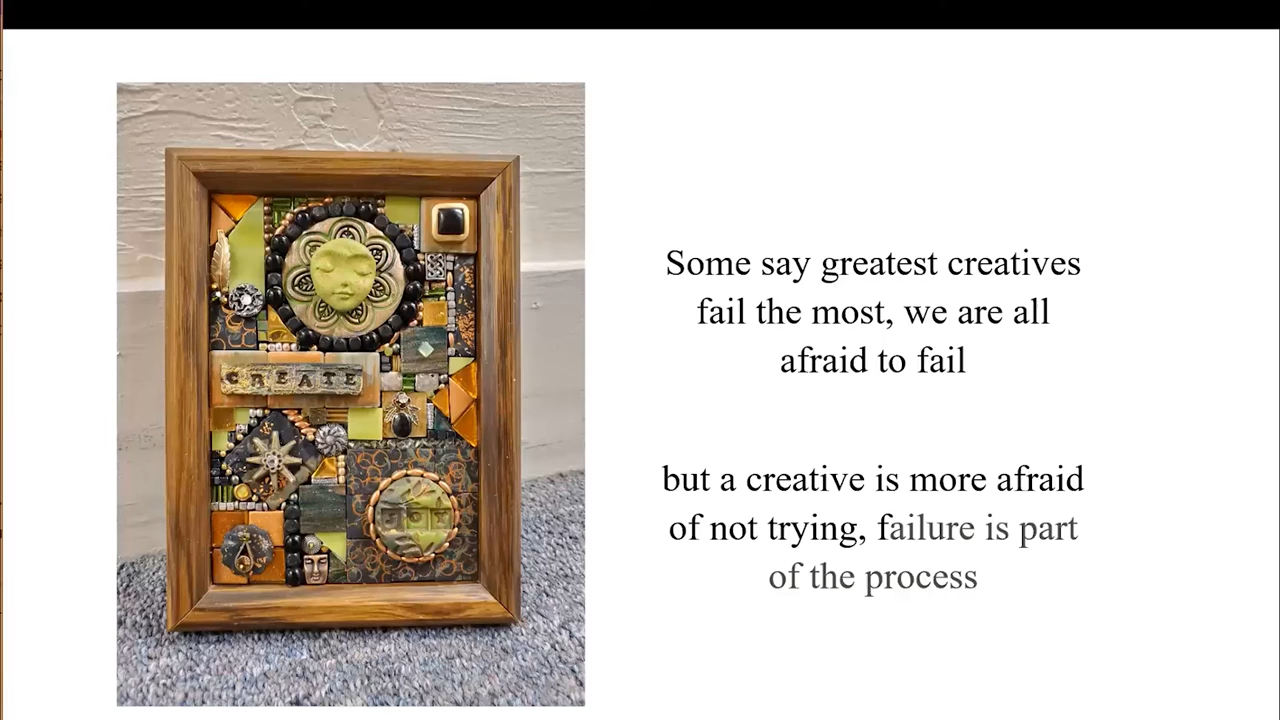 CREATE
JOY
Some say greatest creatives
fail the most, we are all
afraid to fail
but a creative is more afraid
of not trying, failure is part
of the process